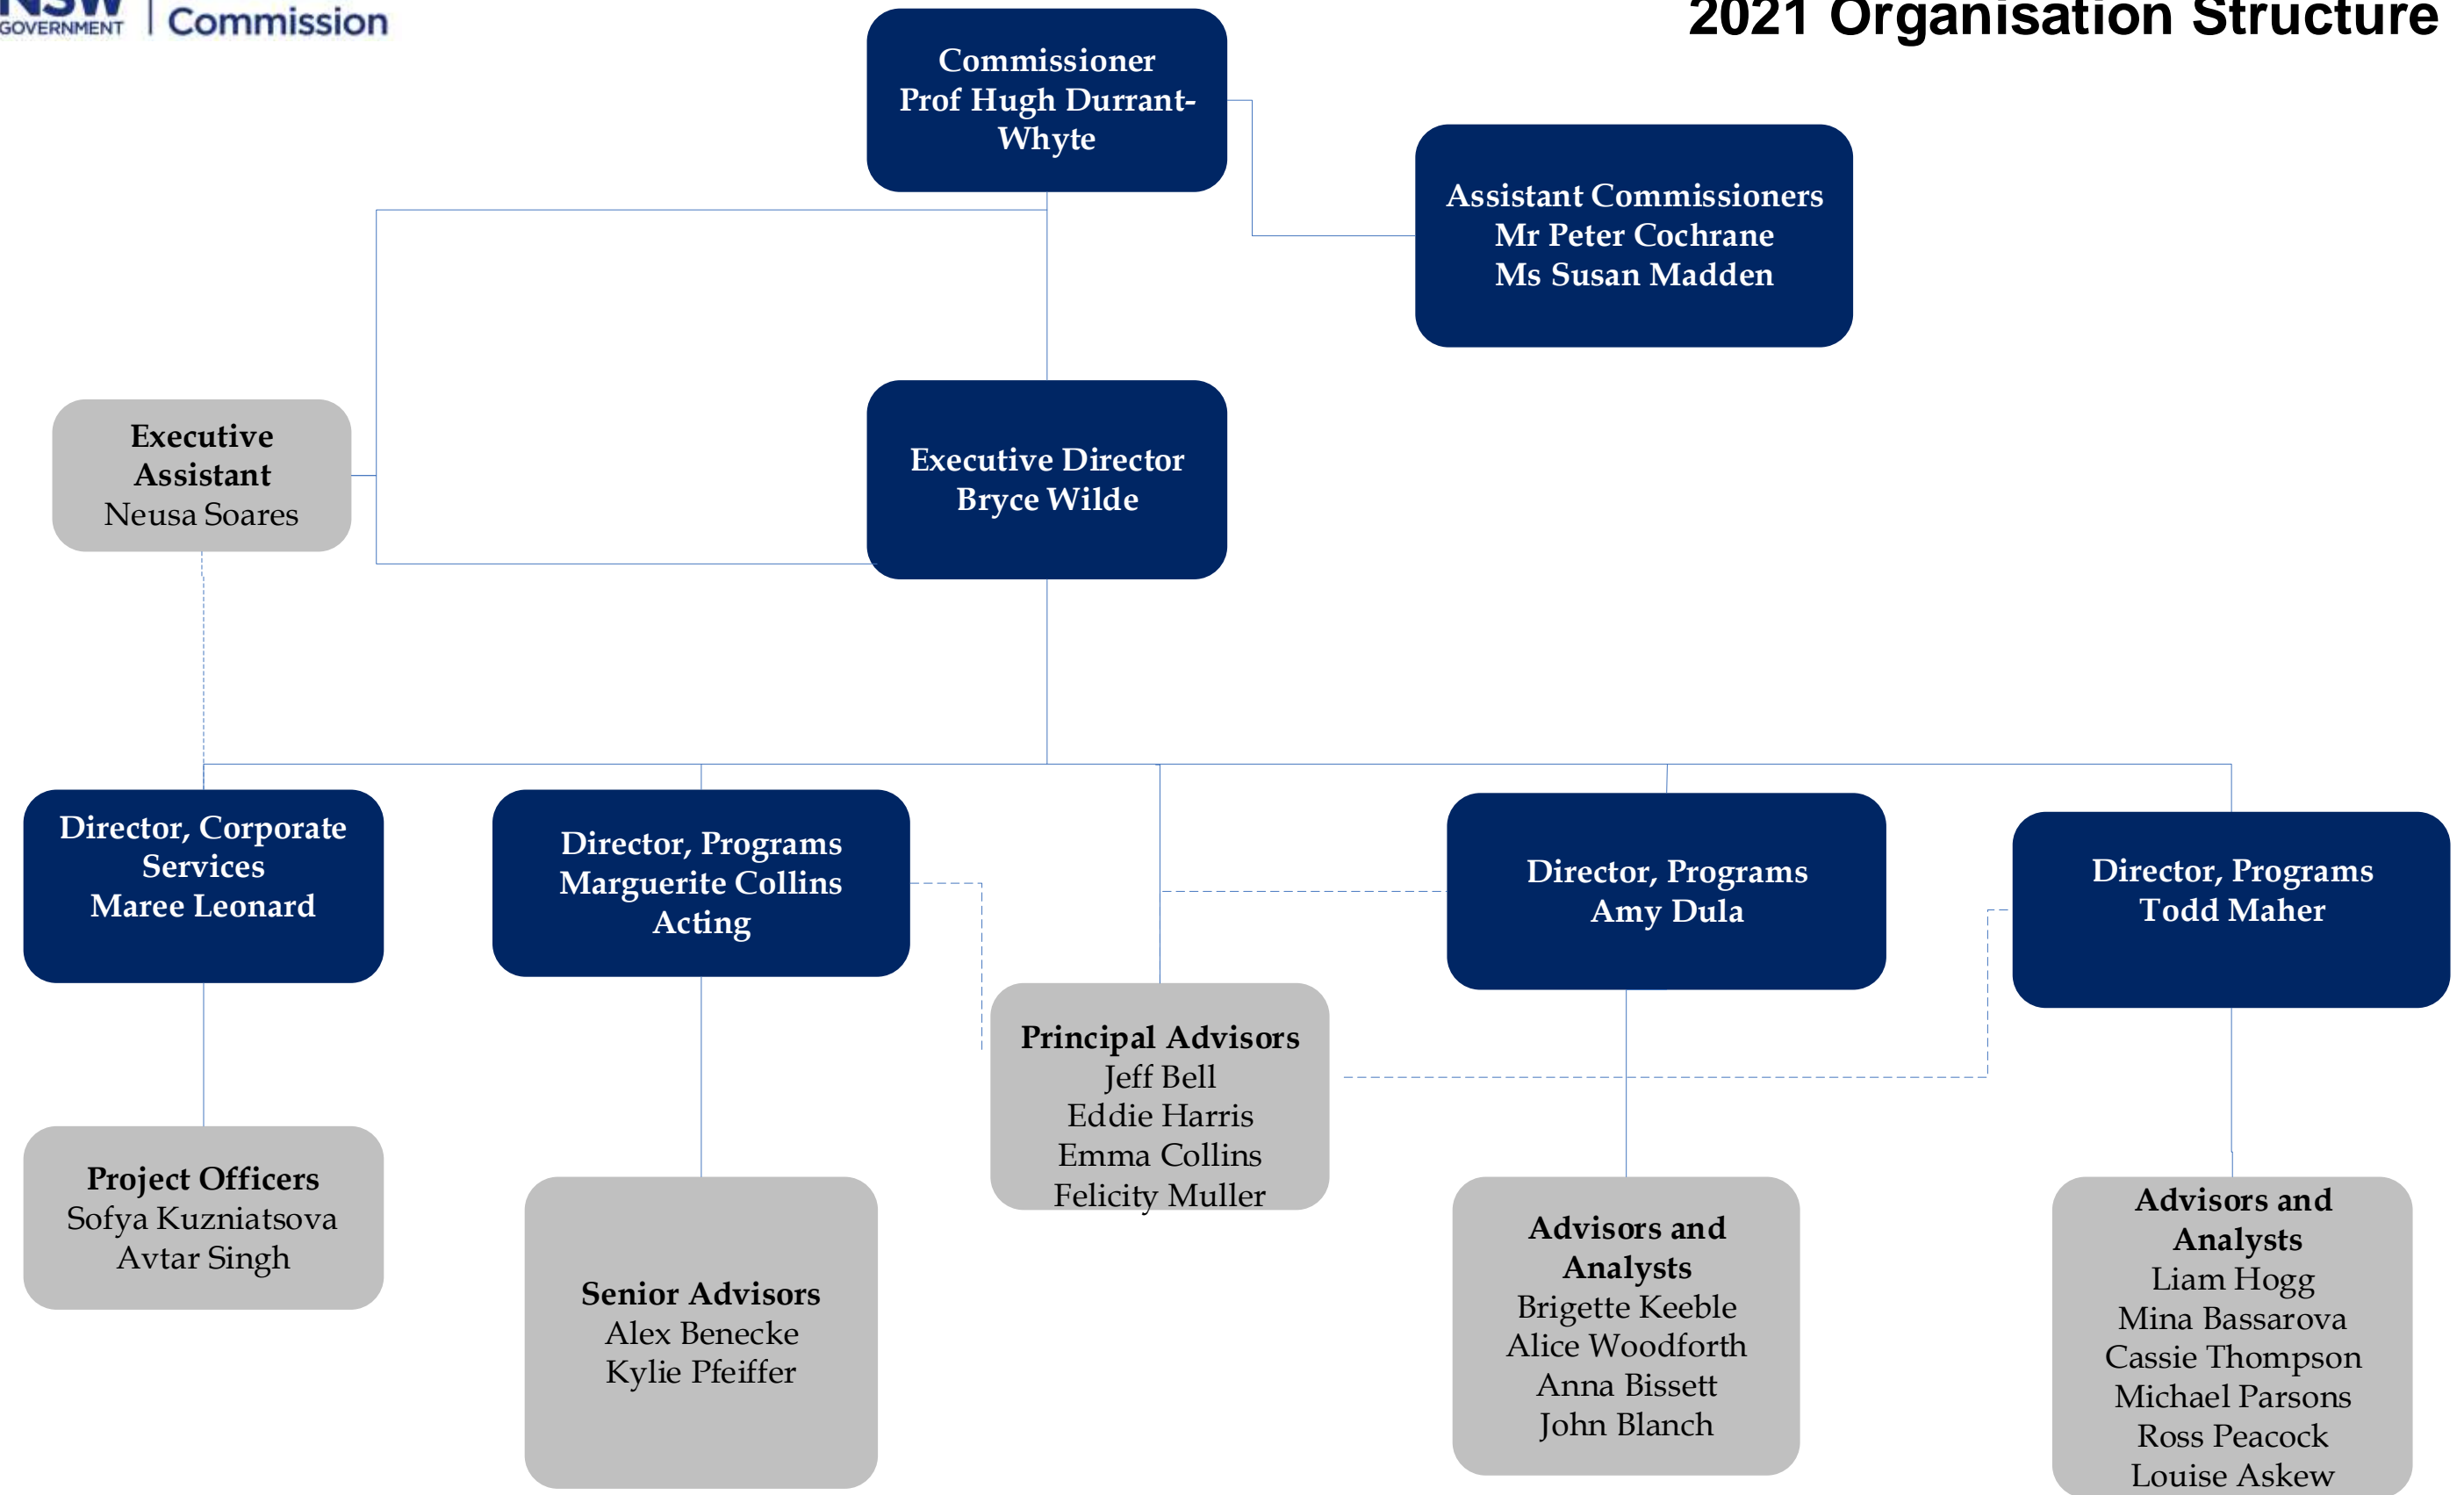 NSW
GOVERNMENT
Commission
2021 Organisation Structure
Commissioner
Prof Hugh Durrant-
Whyte
Assistant Commissioners
Mr Peter Cochrane
Ms Susan Madden
Executive
Assistant
Neusa Soares
Executive Director
Bryce Wilde
Director, Corporate
Services
Maree Leonard
Director, Programs
Marguerite Collins
Acting
Director, Programs
Amy Dula
Director, Programs
Todd Maher
Principal Advisors
Jeff Bell
Eddie Harris
Emma Collins
Felicity Muller
Project Officers
Sofya Kuzniatsova
Avtar Singh
Senior Advisors
Alex Benecke
Kylie Pfeiffer
Advisors and
Analysts
Brigette Keeble
Alice Woodforth
Anna Bissett
John Blanch
Advisors and
Analysts
Liam Hogg
Mina Bassarova
Cassie Thompson
Michael Parsons
Ross Peacock
Louise Askew